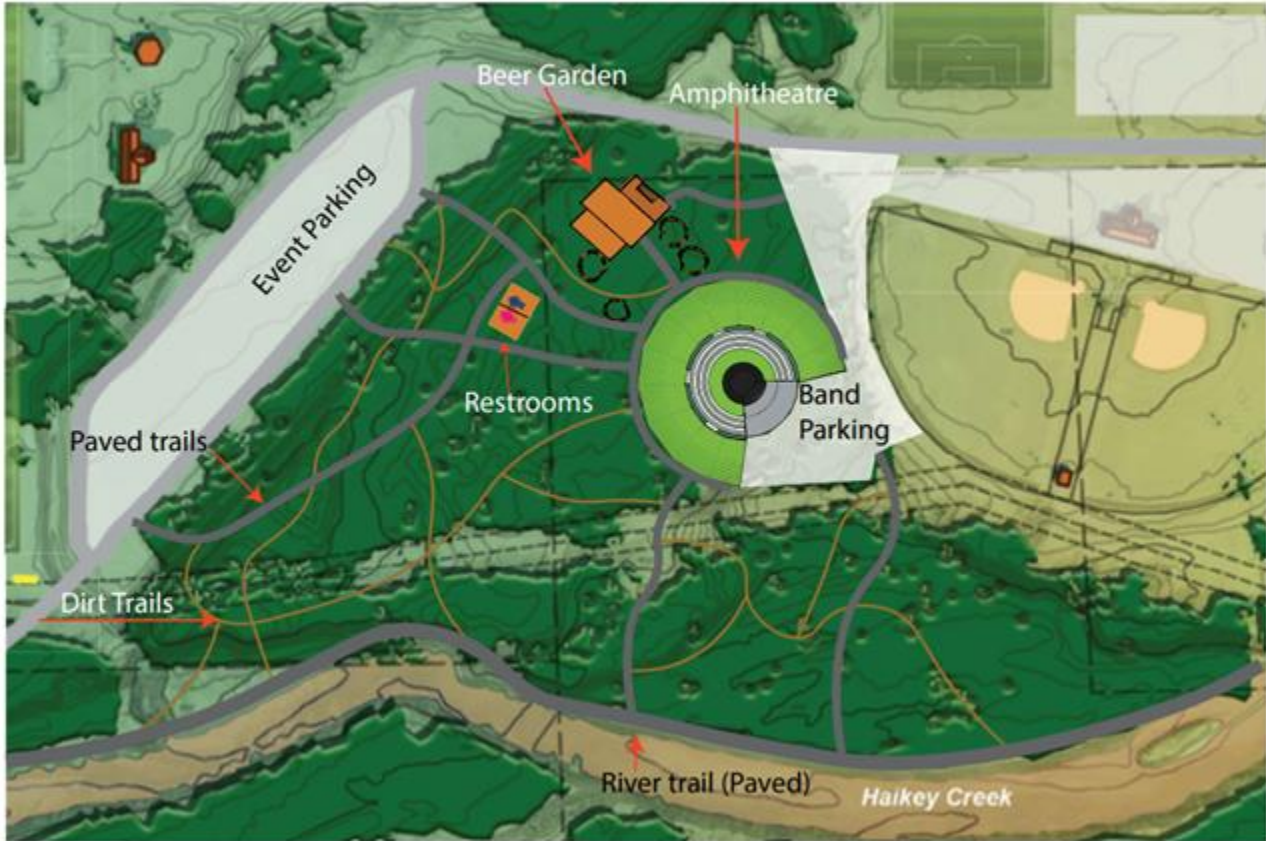 Beer Garden
Amphitheatre
Event Parking
Restrooms
Band
Parking
Paved trails
Dirt Trails
River trail (Paved)
Haikey Creek